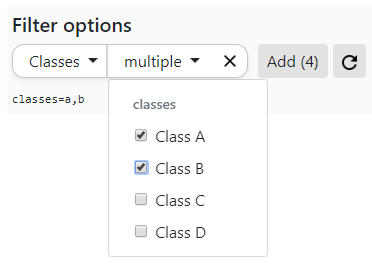 Filter options
Classes multiple Add (4)
classes=a,b
classes
Class A
Class B
Class C
Class D